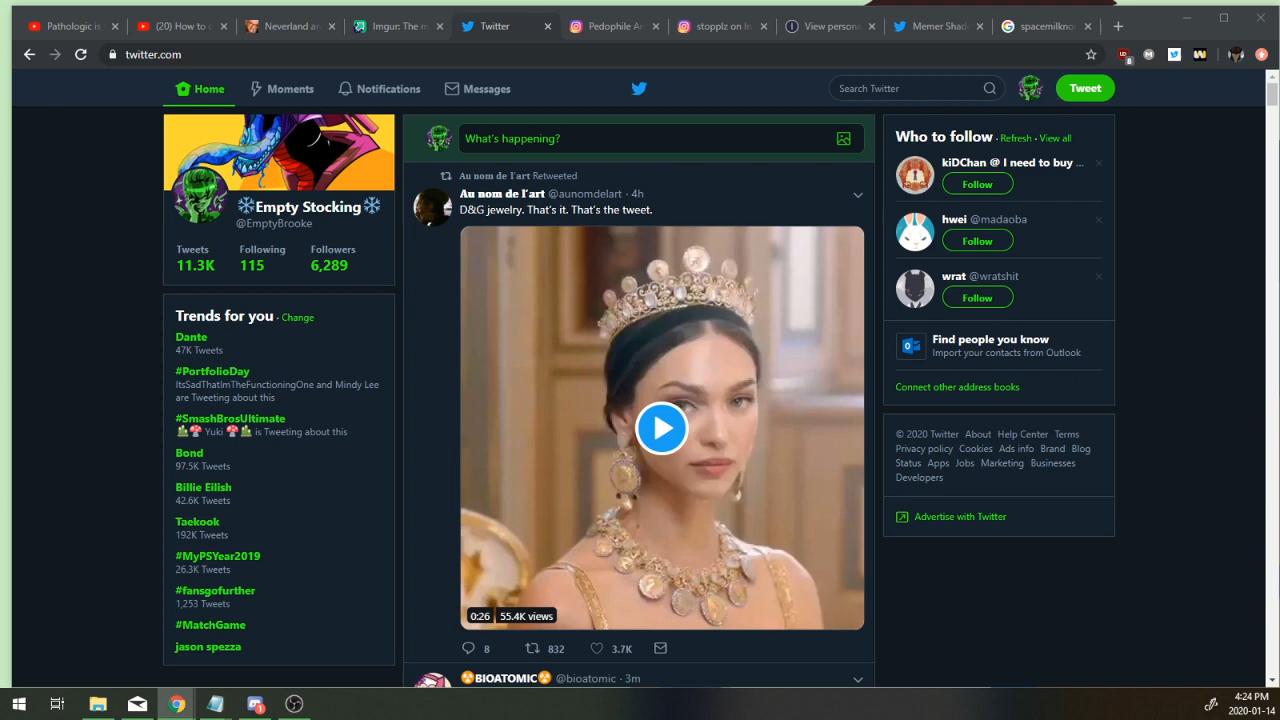 Pathologic is
(20) How to c
Neverland an
Imgur: The m
Twitter
Pedophile Ar
stopplz on In
View persona
Memer Shad
spacemilkno
twitter.com
Home
Moments
Notifications
Messages
Search Twitter
Tweet
❄️Empty Stocking❄️
@EmptyBrooke
Tweets Following Followers
11.3K 115 6,289
Trends for you · Change
Dante
47K Tweets
#PortfolioDay
ItsSadThatImTheFunctioningOne and Mindy Lee
are Tweeting about this
#SmashBrosUltimate
Yuki 🍄 is Tweeting about this
Bond
97.5K Tweets
Billie Eilish
42.6K Tweets
Taekook
192K Tweets
#MyPSYear2019
26.3K Tweets
#fansgofurther
1,253 Tweets
#MatchGame
jason spezza
What's happening?
Au nom de l'art Retweeted
Au nom de l'art @aunomdelart · 4h
D&G jewelry. That's it. That's the tweet.
0:26 55.4K views
8 832 3.7K
☢️BIOATOMIC☢️ @bioatomic · 3m
Who to follow · Refresh · View all
kiDChan @ I need to buy ...
Follow
hwei @madaoba
Follow
wrat @wratshit
Follow
Find people you know
Import your contacts from Outlook
Connect other address books
© 2020 Twitter About Help Center Terms
Privacy policy Cookies Ads info Brand Blog
Status Apps Jobs Marketing Businesses
Developers
Advertise with Twitter
4:24 PM
2020-01-14